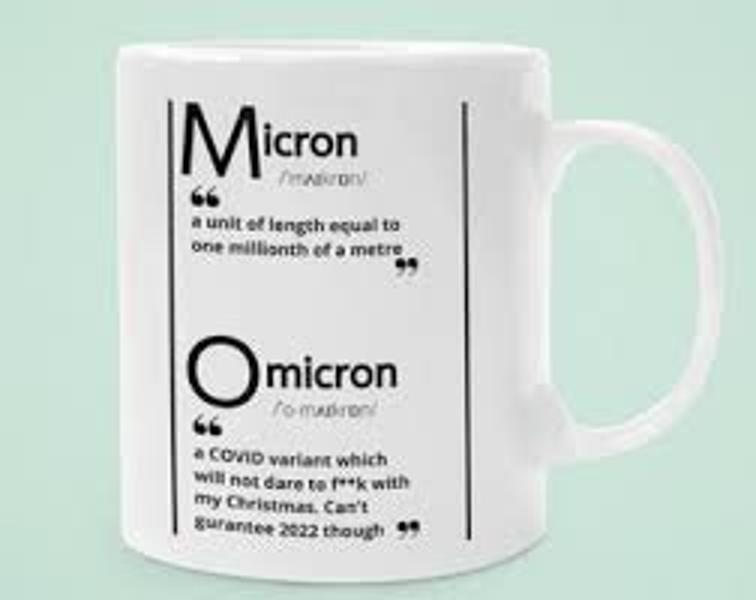 Micron
/'maɪkrɒn/
“
a unit of length equal to
one millionth of a metre
”
Omicron
“
a COVID variant which
will not dare to f**k with
my Christmas. Can't
gurantee 2022 though ”